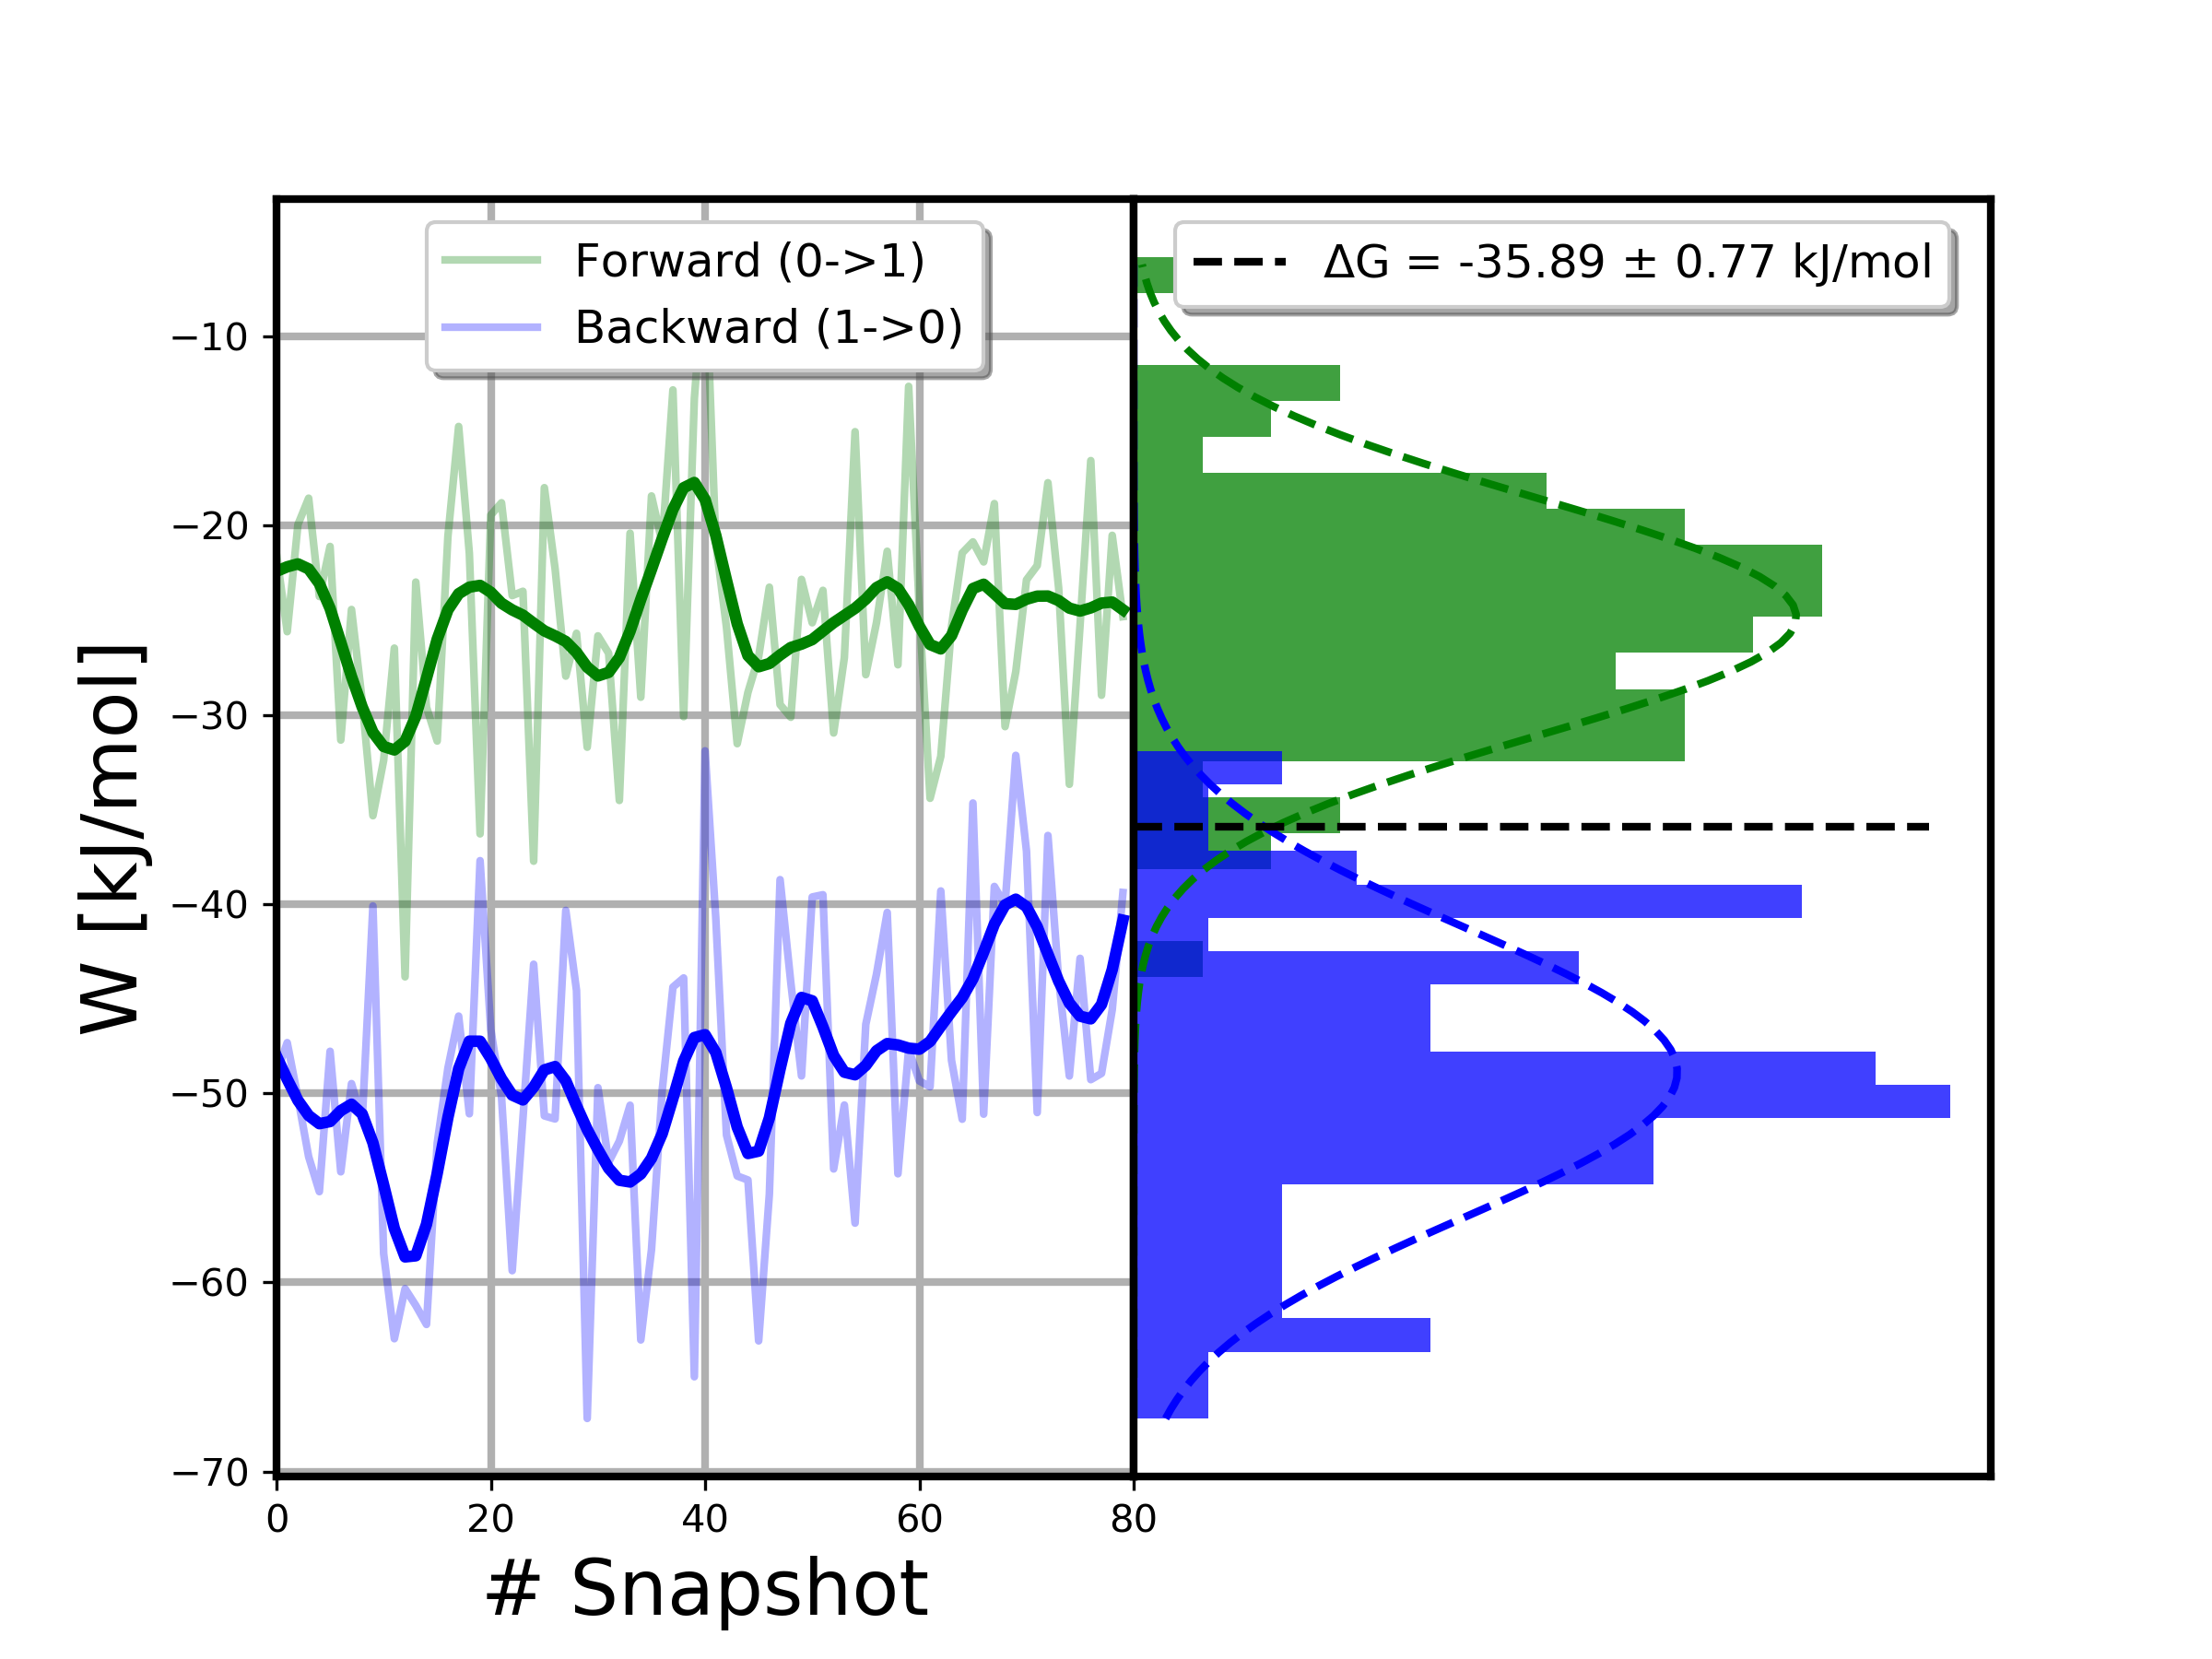 Forward (0->1)
Backward (1->0)
ΔG = -35.89 ± 0.77 kJ/mol
W [kJ/mol]
−10
−20
−30
−40
−50
−60
−70
0 20 40 60 80
# Snapshot